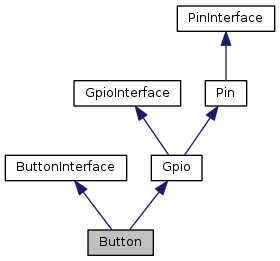 PinInterface
GpioInterface
Pin
ButtonInterface
Gpio
Button